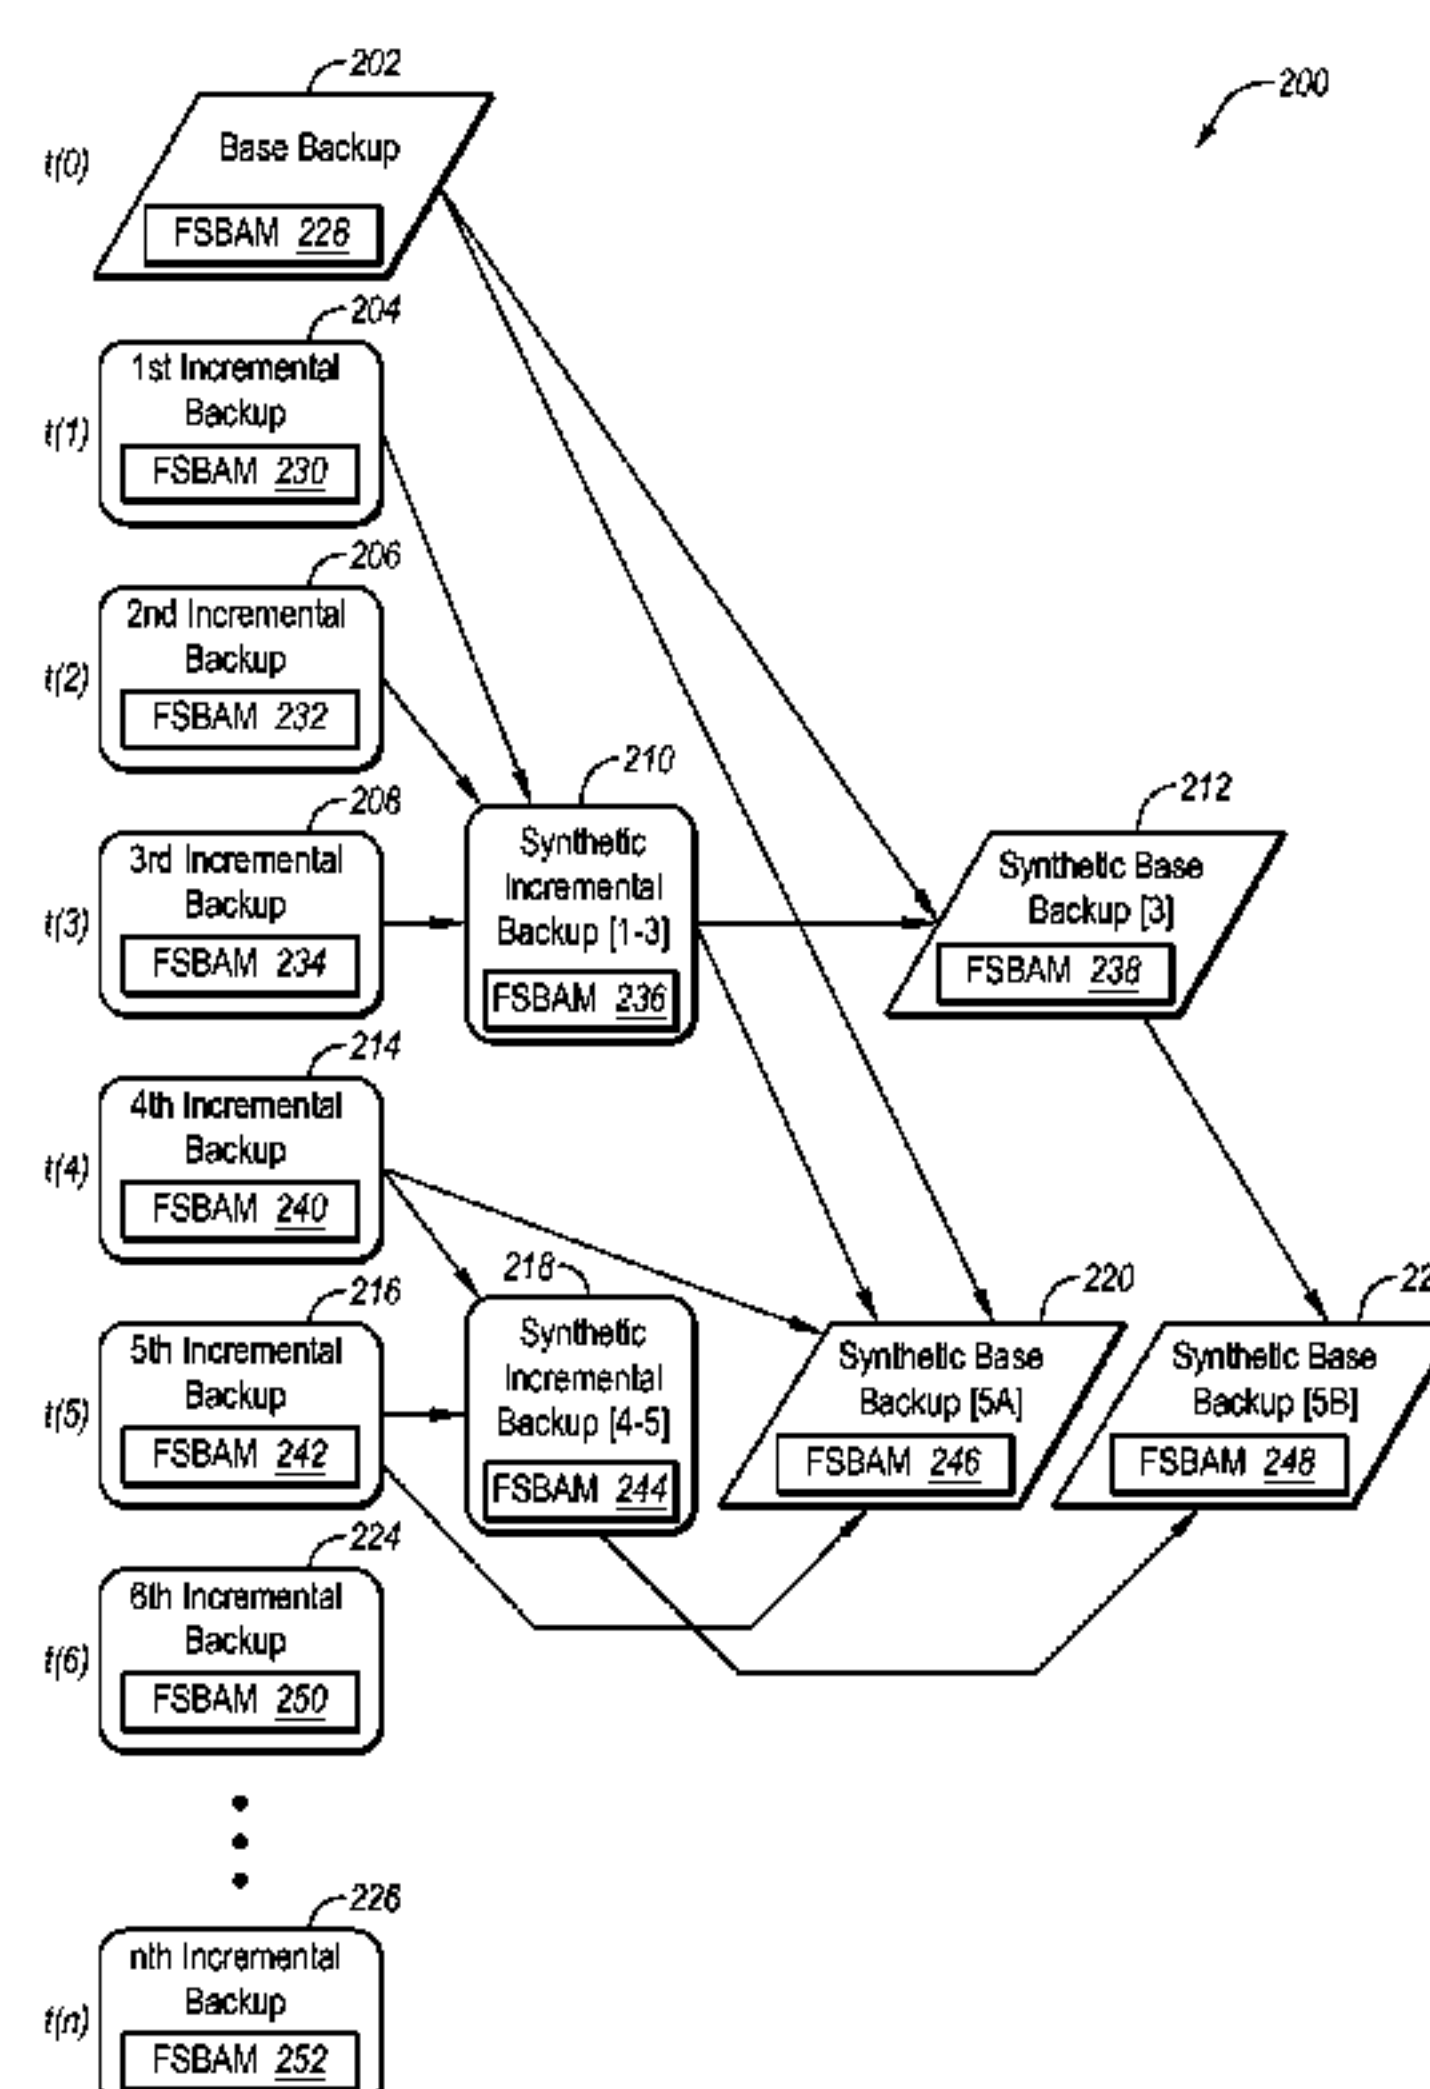 202
200
t(0)
Base Backup
FSBAM 228
204
1st Incremental
Backup
t(1)
FSBAM 230
206
2nd Incremental
Backup
t(2)
FSBAM 232
208
3rd Incremental
Backup
t(3)
FSBAM 234
210
Synthetic
Incremental
Backup [1-3]
FSBAM 236
212
Synthetic Base
Backup [3]
FSBAM 238
214
4th Incremental
Backup
t(4)
FSBAM 240
216
5th Incremental
Backup
t(5)
FSBAM 242
218
Synthetic
Incremental
Backup [4-5]
FSBAM 244
220
Synthetic Base
Backup [5A]
FSBAM 246
Synthetic Base
Backup [5B]
FSBAM 248
224
6th Incremental
Backup
t(6)
FSBAM 250
226
nth Incremental
Backup
t(n)
FSBAM 252